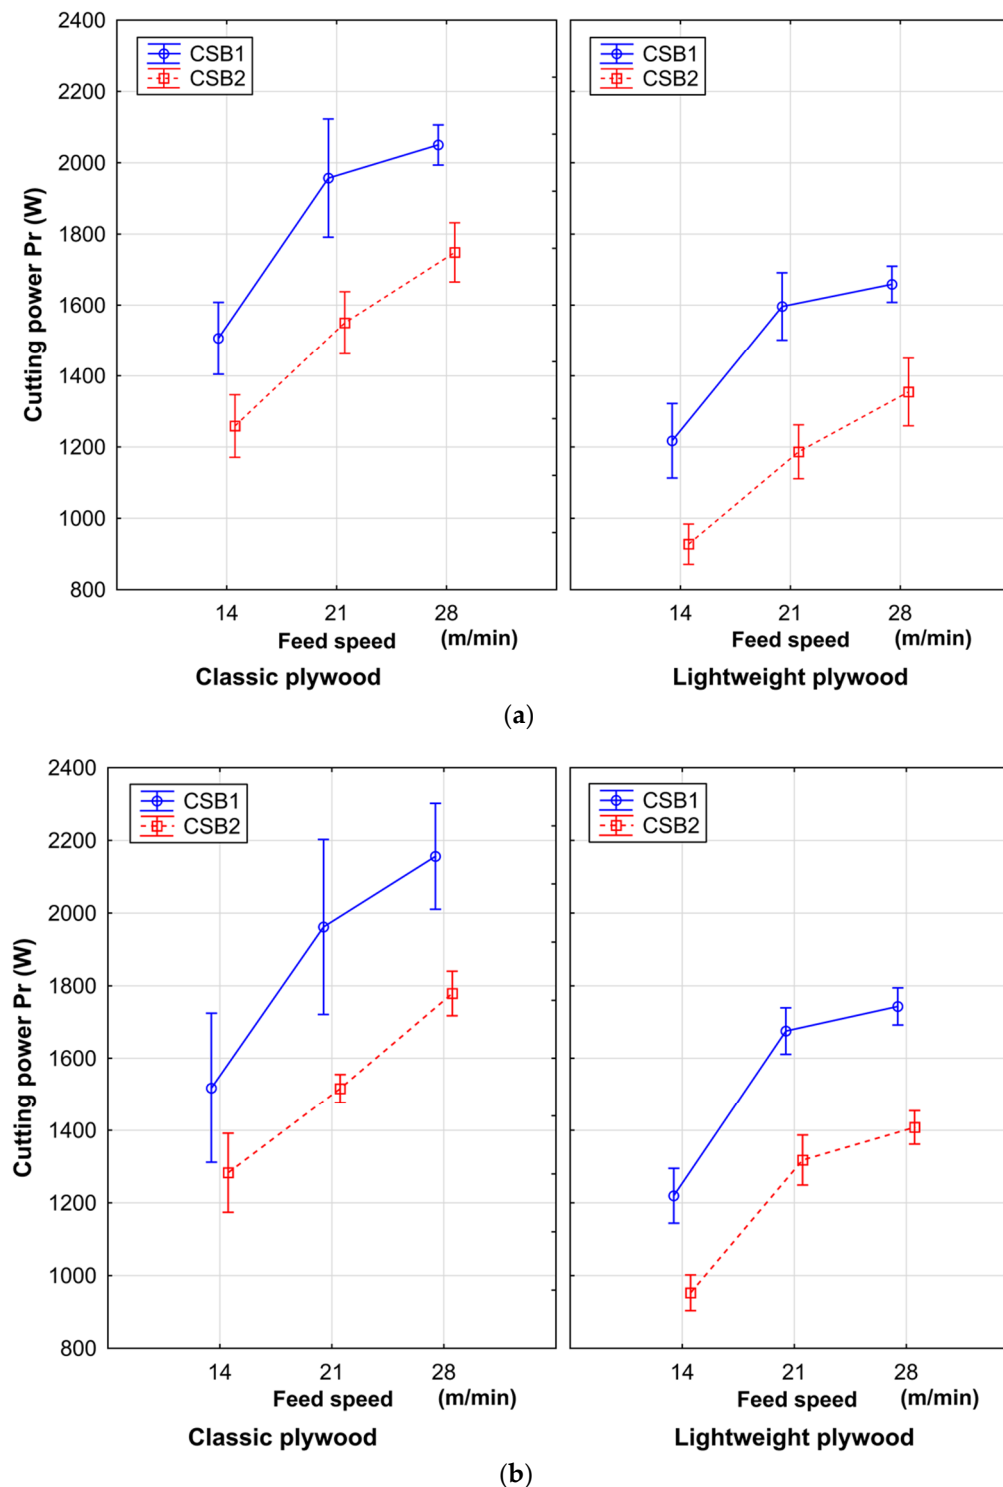 2400
2200
2000
1800
1600
1400
1200
1000
800
Cutting power Pr (W)
CSB1
CSB2
14 21 28
Feed speed (m/min)
Classic plywood
CSB1
CSB2
14 21 28
Feed speed (m/min)
Lightweight plywood
(a)
2400
2200
2000
1800
1600
1400
1200
1000
800
Cutting power Pr (W)
CSB1
CSB2
14 21 28
Feed speed (m/min)
Classic plywood
CSB1
CSB2
14 21 28
Feed speed (m/min)
Lightweight plywood
(b)